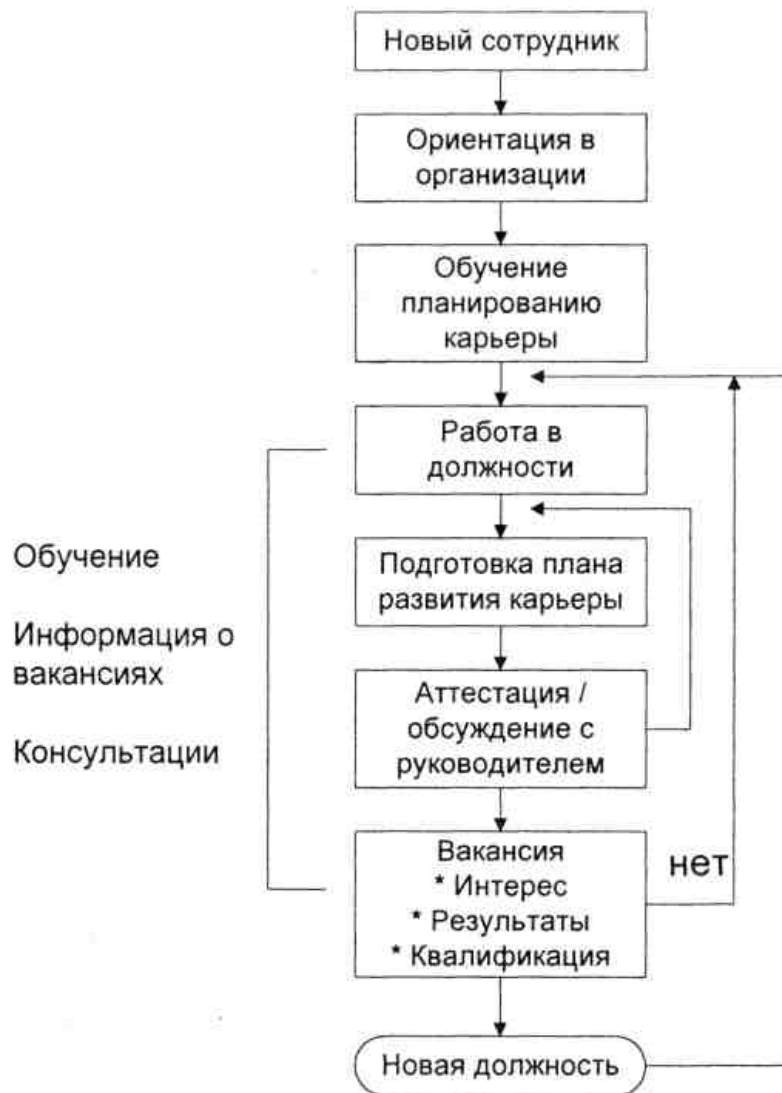 Новый сотрудник
Ориентация в
организации
Обучение
планированию
карьеры
Работа в
должности
Подготовка плана
развития карьеры
Аттестация /
обсуждение с
руководителем
Вакансия
* Интерес
* Результаты
* Квалификация
нет
Новая должность
Обучение
Информация о
вакансиях
Консультации